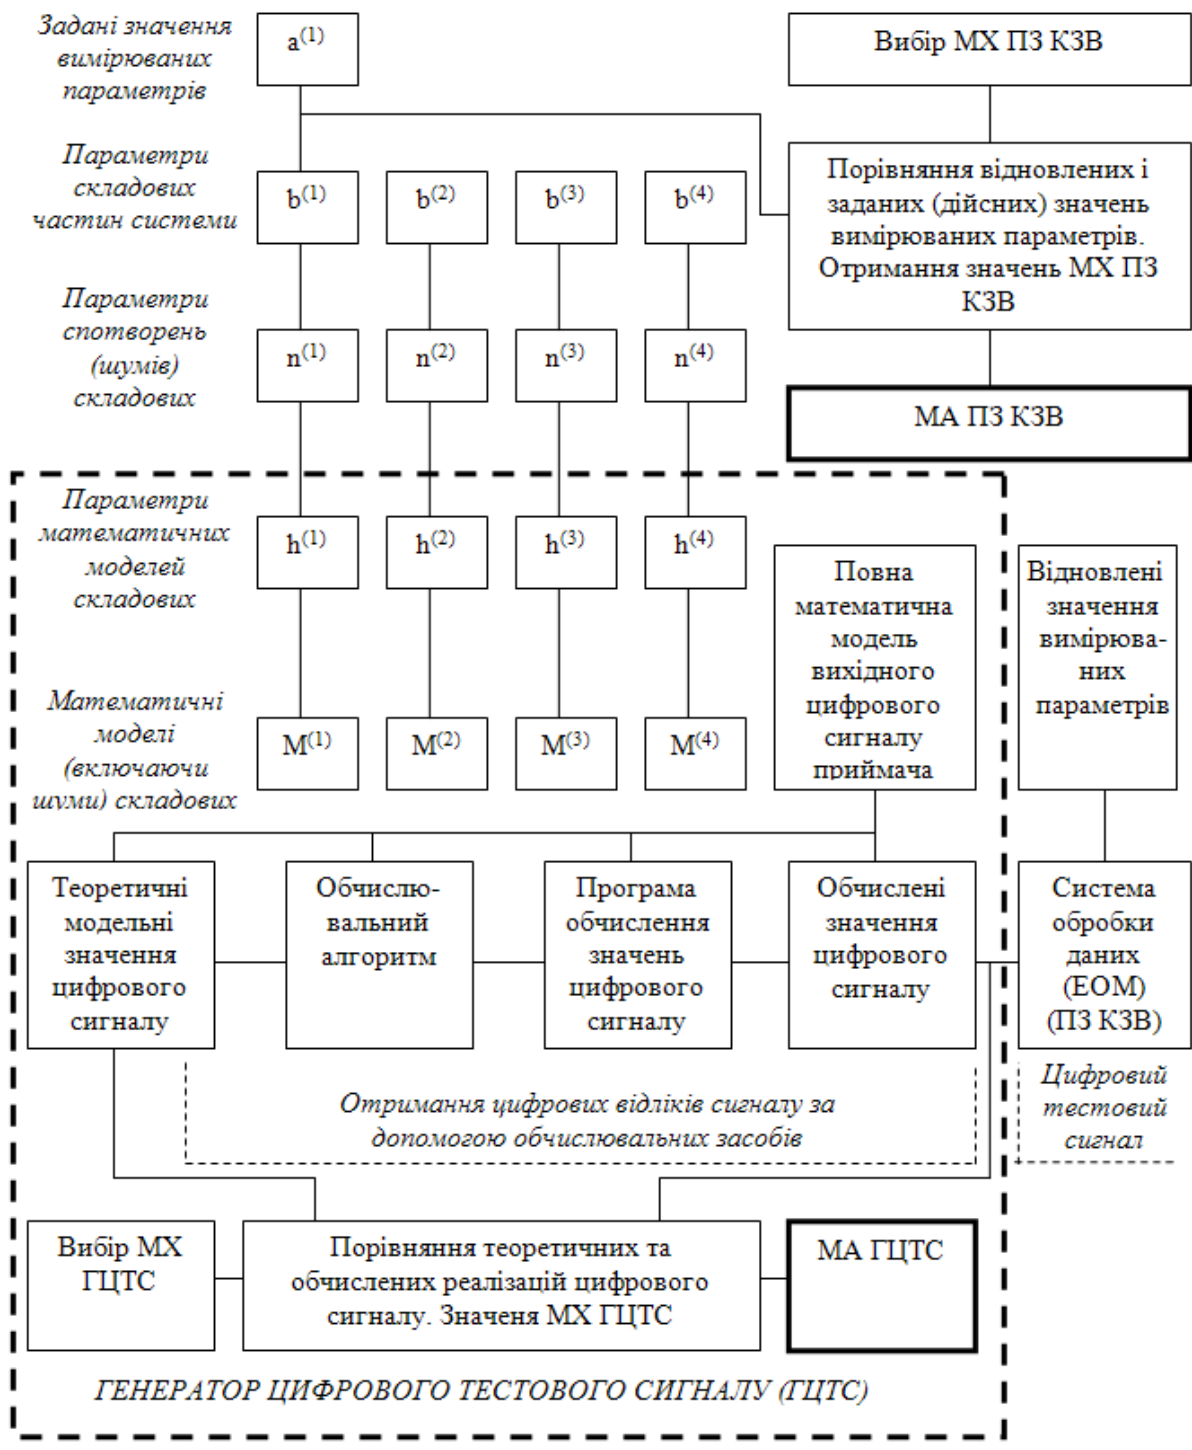 Задані значення
вимірюваних
параметрів
a(1)
Вибір МХ ПЗ КЗВ
Параметри
складових
частин системи
b(1)
b(2)
b(3)
b(4)
Порівняння відновлених і
заданих (дійсних) значень
вимірюваних параметрів.
Отримання значень МХ ПЗ
КЗВ
Параметри
спотворень
(шумів)
складових
n(1)
n(2)
n(3)
n(4)
МА ПЗ КЗВ
Параметри
математичних
моделей
складових
h(1)
h(2)
h(3)
h(4)
Повна
математична
модель
вихідного
цифрового
сигналу
приймача
Відновлені
значення
вимірюва-
них
параметрів
Математичні
моделі
(включаючи
шуми) складових
M(1)
M(2)
M(3)
M(4)
Теоретичні
модельні
значення
цифрового
сигналу
Обчислю-
вальний
алгоритм
Програма
обчислення
значень
цифрового
сигналу
Обчислені
значення
цифрового
сигналу
Система
обробки
даних
(ЕОМ)
(ПЗ КЗВ)
Отримання цифрових відліків сигналу за
допомогою обчислювальних засобів
Цифровий
тестовий
сигнал
Вибір МХ
ГЦТС
Порівняння теоретичних та
обчислених реалізацій цифрового
сигналу. Значеня МХ ГЦТС
МА ГЦТС
ГЕНЕРАТОР ЦИФРОВОГО ТЕСТОВОГО СИГНАЛУ (ГЦТС)